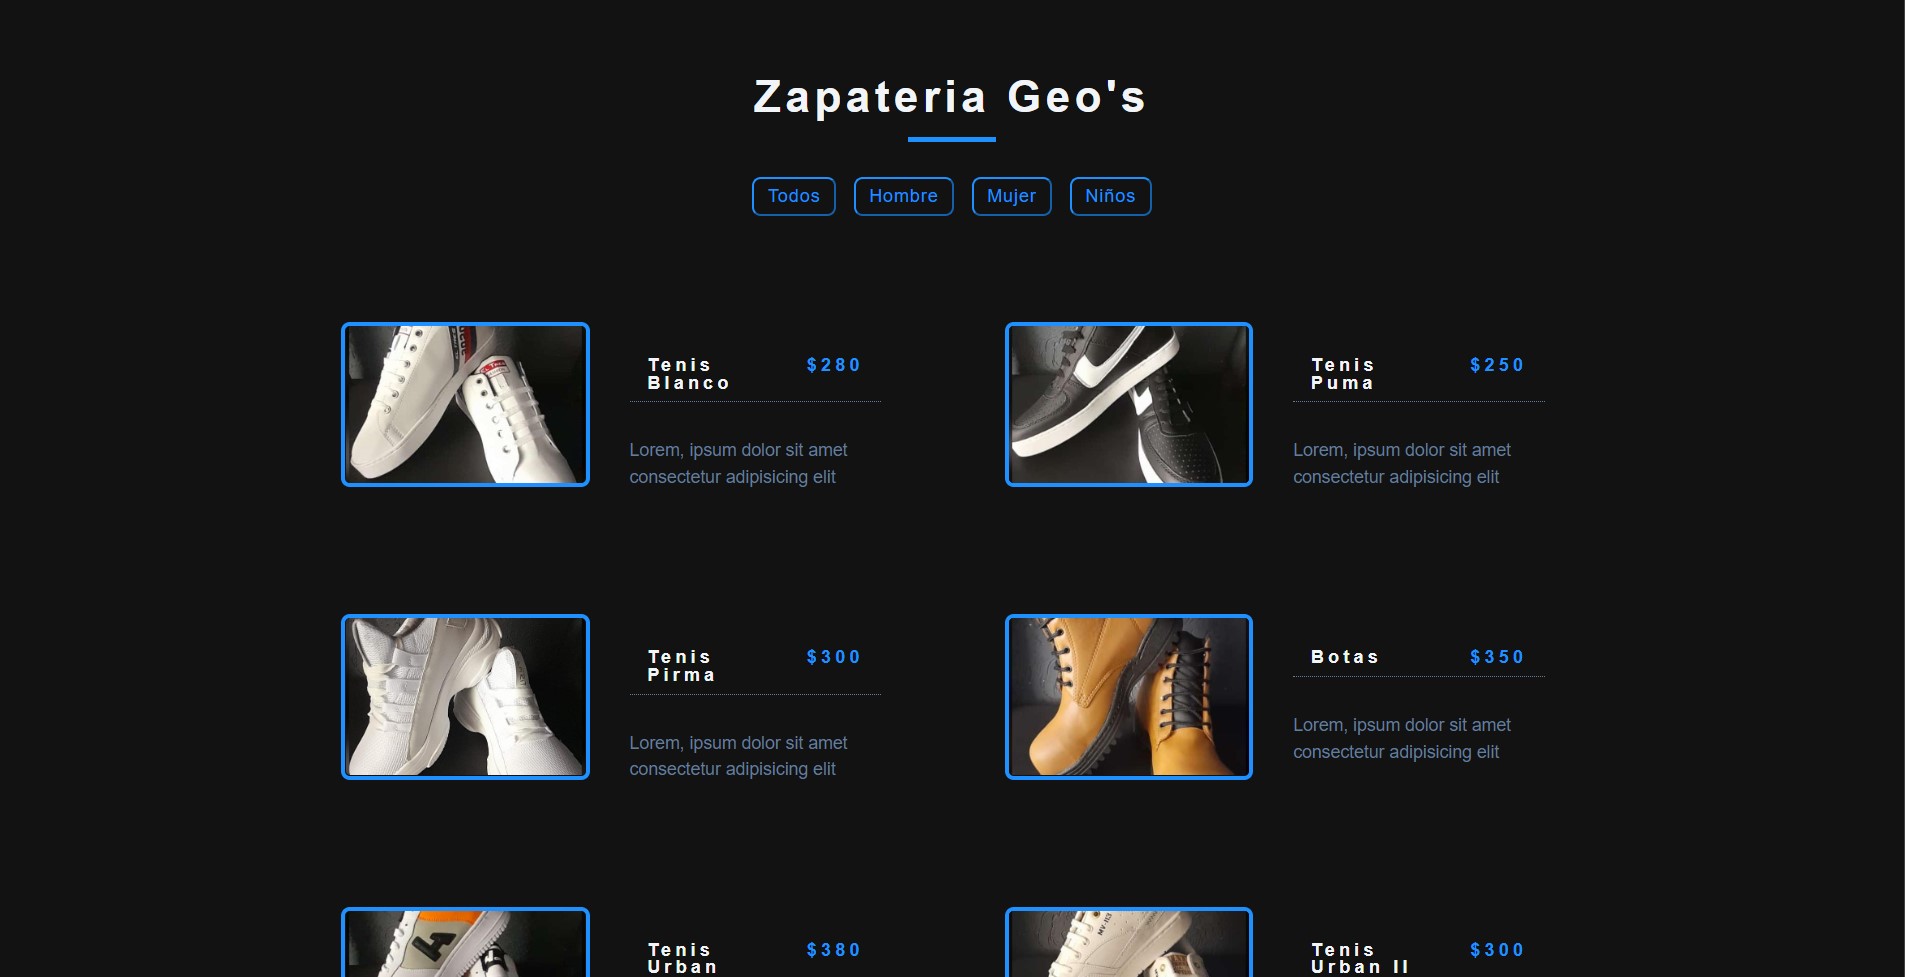 Zapateria Geo's
Todos
Hombre
Mujer
Niños
Tenis
Blanco
$280
Lorem, ipsum dolor sit amet
consectetur adipisicing elit
Tenis
Puma
$250
Lorem, ipsum dolor sit amet
consectetur adipisicing elit
Tenis
Pirma
$300
Lorem, ipsum dolor sit amet
consectetur adipisicing elit
Botas
$350
Lorem, ipsum dolor sit amet
consectetur adipisicing elit
Tenis
Urban
$380
Tenis
Urban II
$300